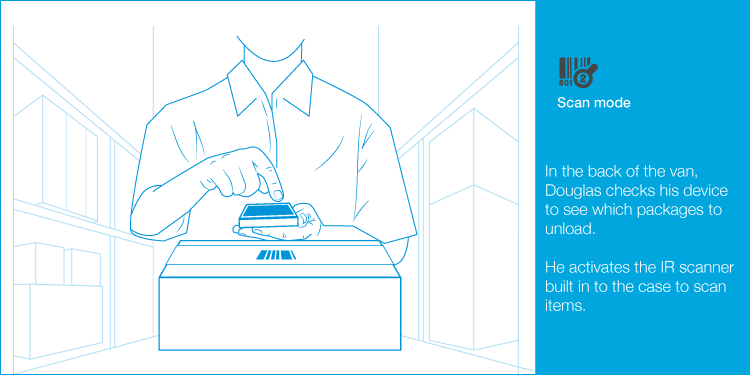 801
2
Scan mode
In the back of the van,
Douglas checks his device
to see which packages to
unload.
He activates the IR scanner
built in to the case to scan
items.